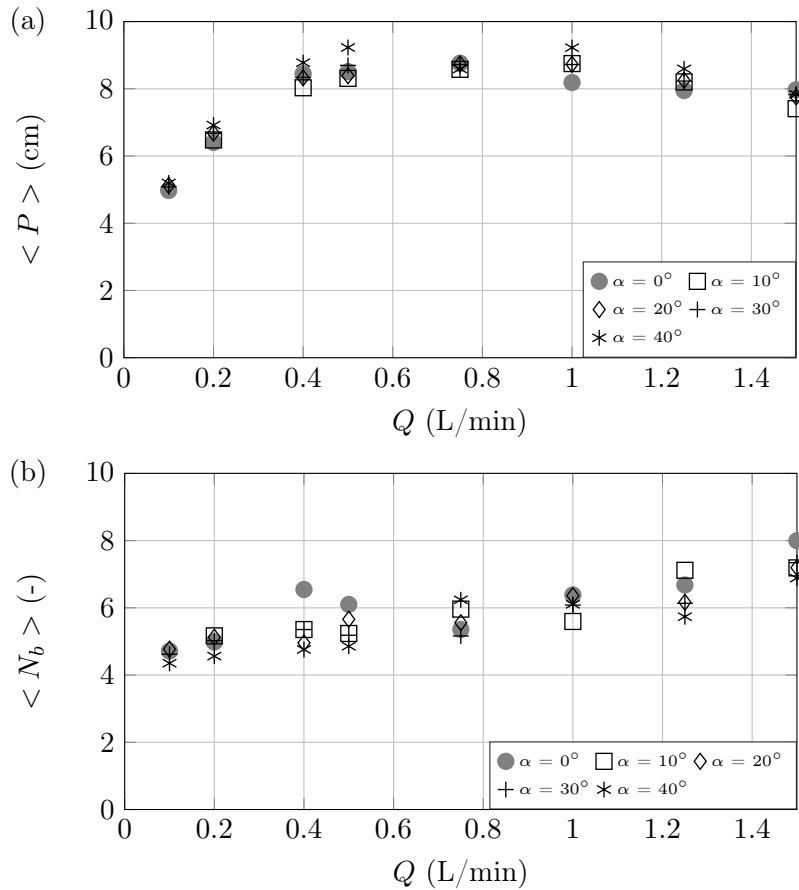 (a)
10
8
6
4
2
0
< P > (cm)
α = 0° α = 10°
α = 20° α = 30°
α = 40°
0 0.2 0.4 0.6 0.8 1 1.2 1.4
Q (L/min)
(b)
10
8
6
4
2
0
< N_b > (-)
α = 0° α = 10° α = 20°
α = 30° α = 40°
0 0.2 0.4 0.6 0.8 1 1.2 1.4
Q (L/min)